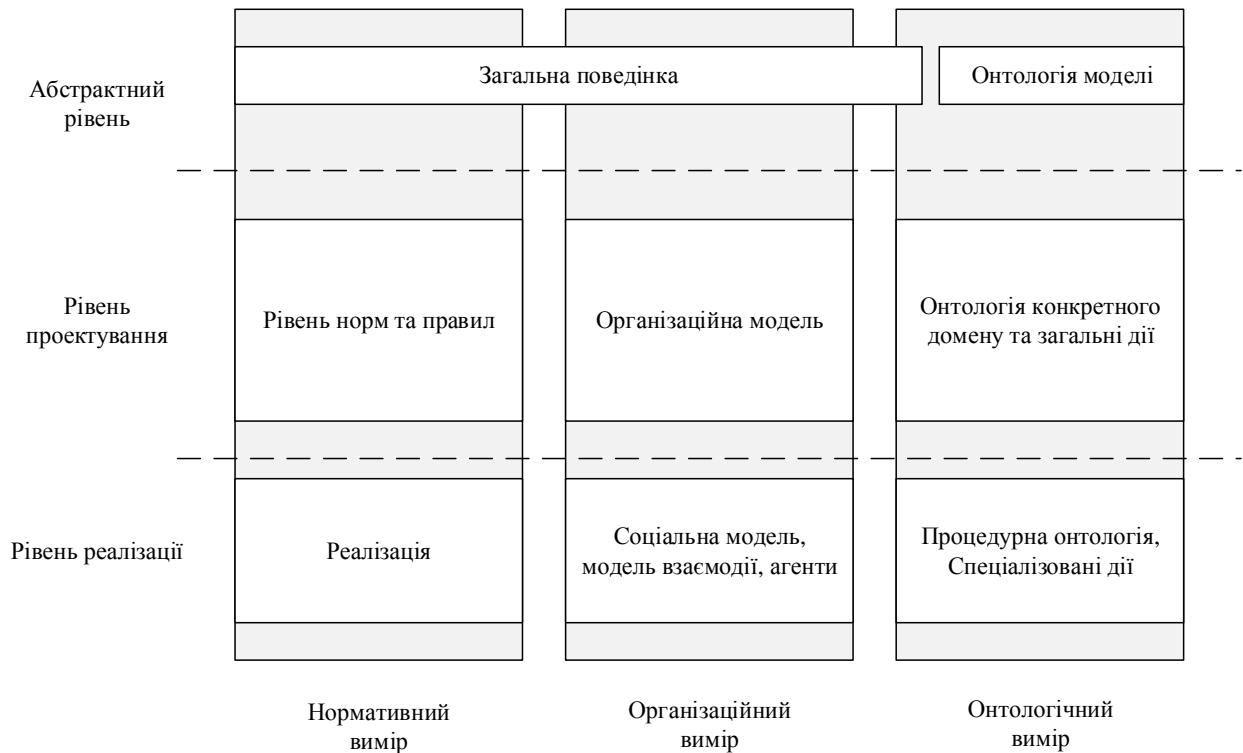 Загальна поведінка
Онтологія моделі
Абстрактний
рівень
Рівень
проектування
Рівень норм та правил
Організаційна модель
Онтологія конкретного
домену та загальні дії
Рівень реалізації
Реалізація
Соціальна модель,
модель взаємодії, агенти
Процедурна онтологія,
Спеціалізовані дії
Нормативний
вимір
Організаційний
вимір
Онтологічний
вимір